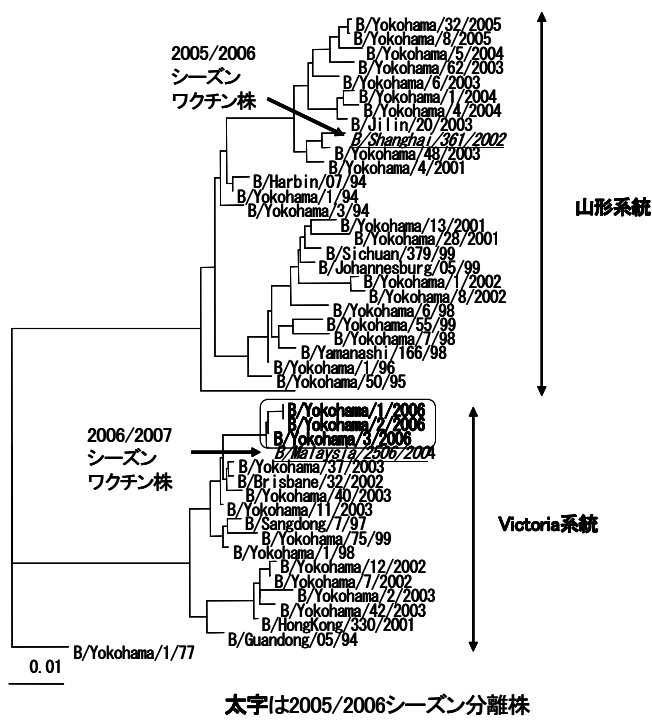 B/Yokohama/32/2005
B/Yokohama/8/2005
B/Yokohama/5/2004
B/Yokohama/62/2003
B/Yokohama/6/2003
B/Yokohama/1/2004
B/Yokohama/4/2004
B/Jilin/20/2003
B/Shanghai/361/2002
B/Yokohama/48/2003
B/Yokohama/4/2001
B/Harbin/07/94
B/Yokohama/1/94
B/Yokohama/3/94
B/Yokohama/13/2001
B/Yokohama/28/2001
B/Sichuan/379/99
B/Johannesburg/05/99
B/Yokohama/1/2002
B/Yokohama/8/2002
B/Yokohama/6/98
B/Yokohama/55/99
B/Yokohama/7/98
B/Yamanashi/166/98
B/Yokohama/1/96
B/Yokohama/50/95
2005/2006
シーズン
ワクチン株
山形系統
B/Yokohama/1/2006
B/Yokohama/2/2006
B/Yokohama/3/2006
B/Malaysia/2506/2004
B/Yokohama/37/2003
B/Brisbane/32/2002
B/Yokohama/40/2003
B/Yokohama/11/2003
B/Sangdong/7/97
B/Yokohama/75/99
B/Yokohama/1/98
B/Yokohama/12/2002
B/Yokohama/7/2002
B/Yokohama/2/2003
B/Yokohama/42/2003
B/HongKong/330/2001
B/Guandong/05/94
2006/2007
シーズン
ワクチン株
Victoria系統
B/Yokohama/1/77
0.01
太字は2005/2006シーズン分離株